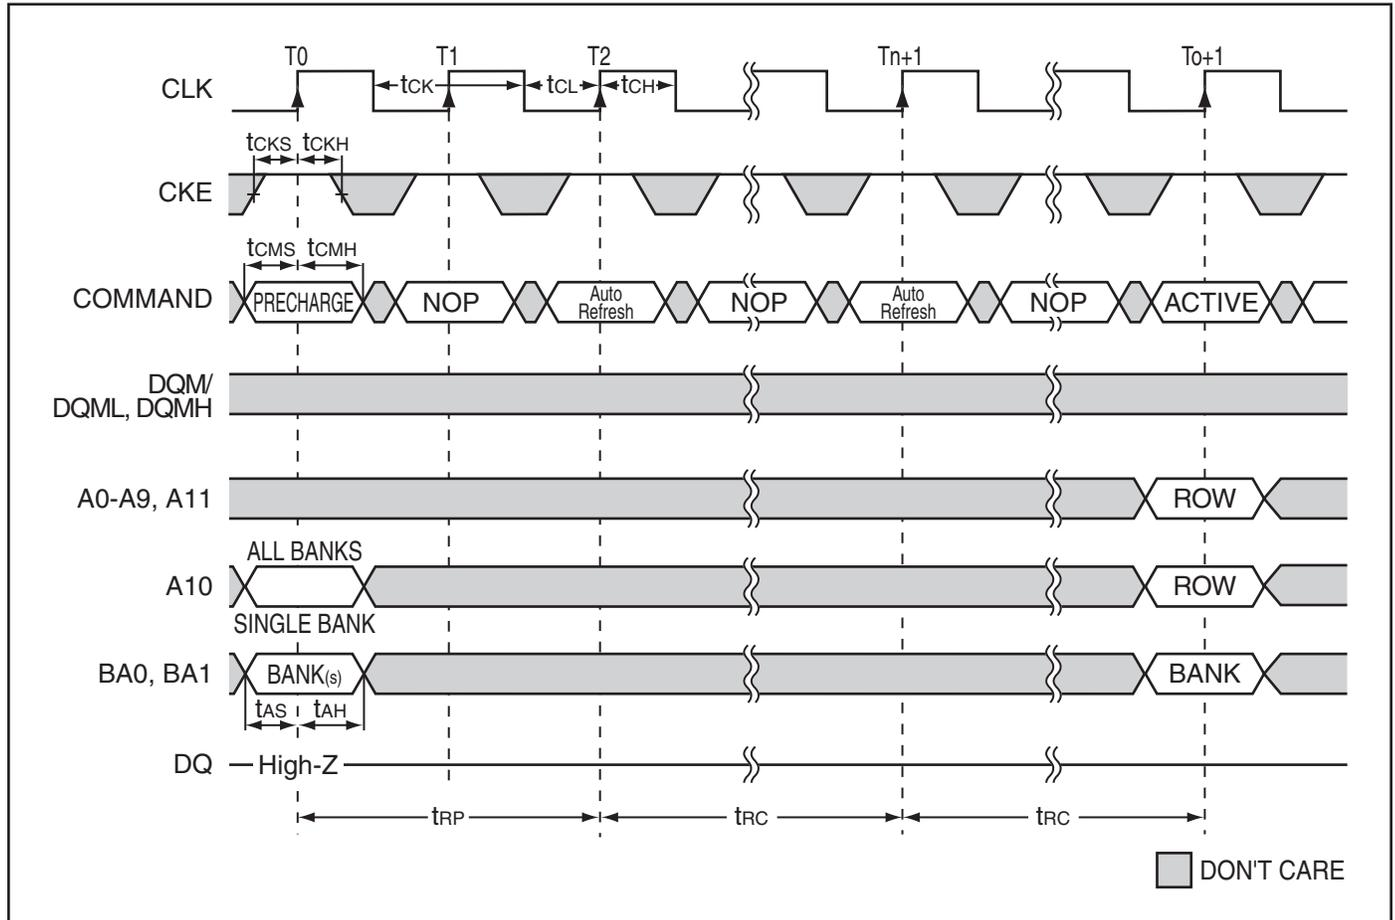 T0 T1 T2 Tn+1 To+1
CLK tCK tCL tCH
tCKS tCKH
CKE
tCMS tCMH
COMMAND PRECHARGE NOP Auto Refresh NOP Auto Refresh NOP ACTIVE
DQM/
DQML, DQMH
A0-A9, A11 ROW
ALL BANKS
A10 ROW
SINGLE BANK
BA0, BA1 BANK(s) BANK
tAS tAH
DQ High-Z
tRP tRC tRC
DON'T CARE